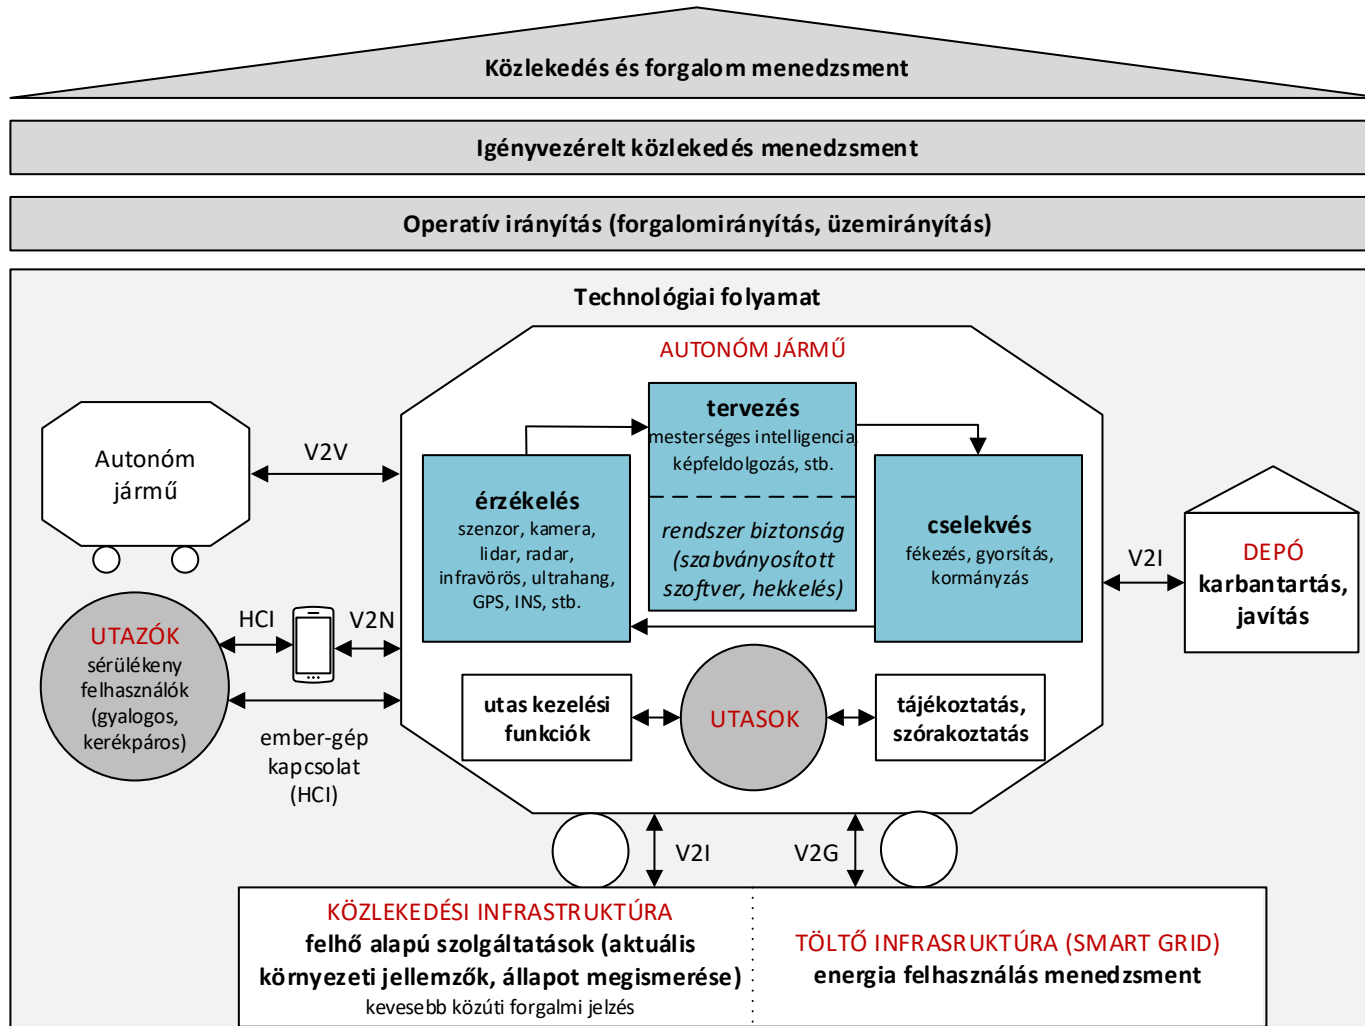 Közlekedés és forgalom menedzsment
Igényvezérelt közlekedés menedzsment
Operatív irányítás (forgalomirányítás, üzemirányítás)
Technológiai folyamat
AUTONÓM JÁRMŰ
Autonóm
jármű
V2V
érzékelés
szenzor, kamera,
lidar, radar,
infravörös, ultrahang,
GPS, INS, stb.
tervezés
mesterséges intelligencia,
képfeldolgozás, stb.
rendszer biztonság
(szabványosított
szoftver, hekkelés)
cselekvés
fékezés, gyorsítás,
kormányzás
V2I
DEPÓ
karbantartás,
javítás
UTAZÓK
sérülékeny
felhasználók
(gyalogos,
kerékpáros)
HCI
V2N
ember-gép
kapcsolat
(HCI)
utas kezelési
funkciók
UTASOK
tájékoztatás,
szórakoztatás
V2I
V2G
KÖZLEKEDÉSI INFRASTRUKTÚRA
felhő alapú szolgáltatások (aktuális
környezeti jellemzők, állapot megismerése)
kevesebb közúti forgalmi jelzés
TÖLTŐ INFRASRUKTÚRA (SMART GRID)
energia felhasználás menedzsment